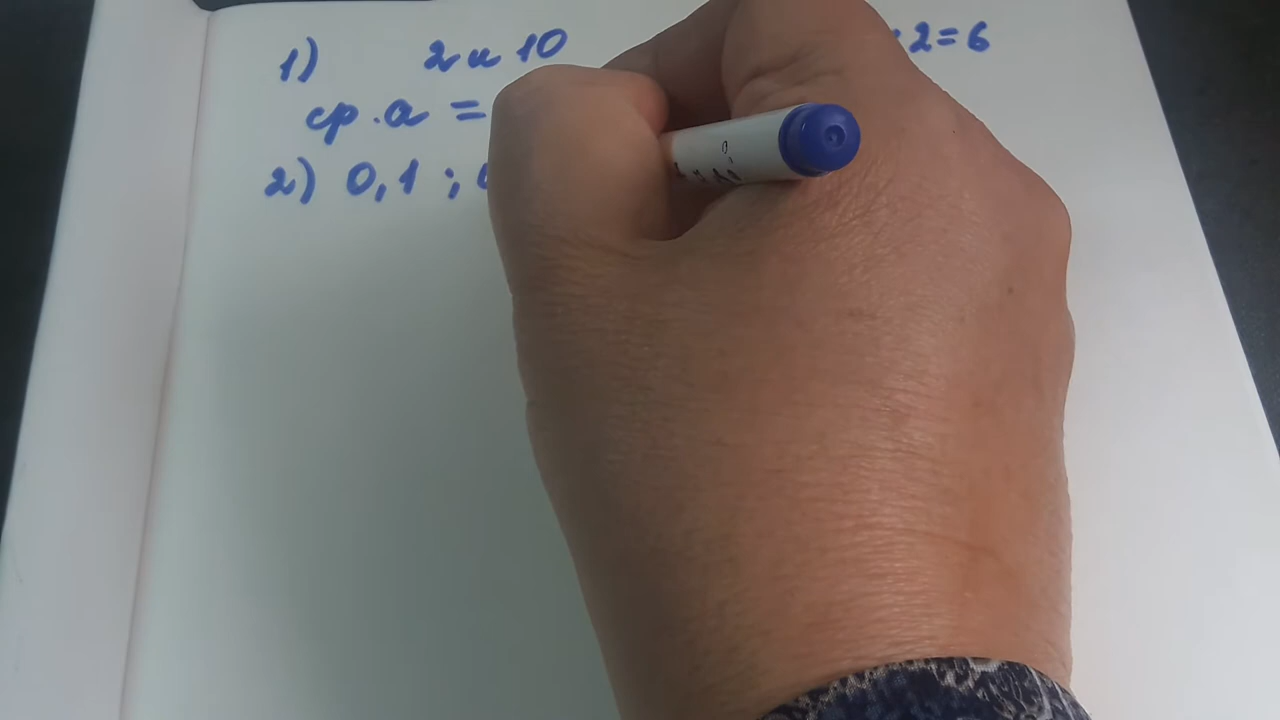 1) 2 и 10 :2=6
ср.а =
2) 0,1 ;